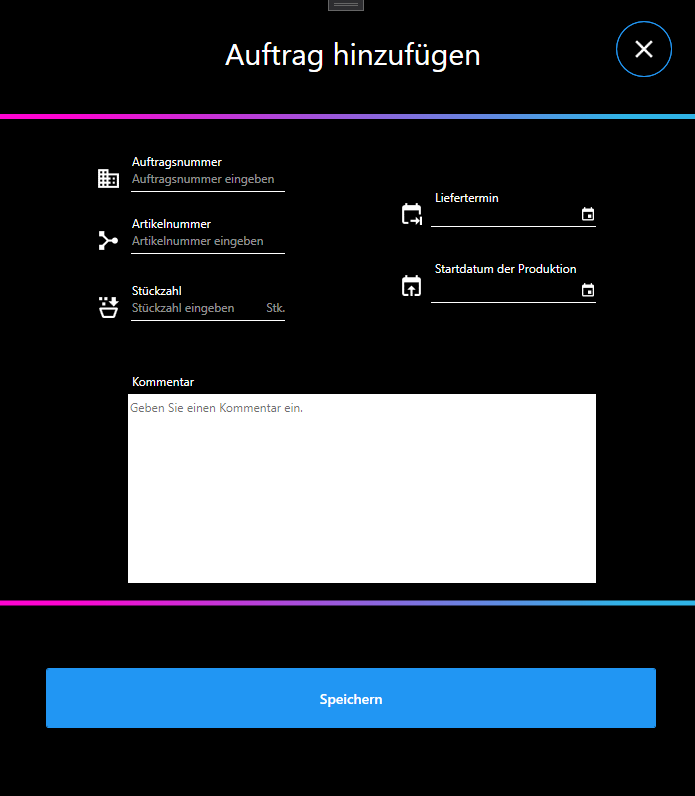 Auftrag hinzufügen
Auftragsnummer
Auftragsnummer eingeben
Artikelnummer
Artikelnummer eingeben
Stückzahl
Stückzahl eingeben Stk.
Liefertermin
Startdatum der Produktion
Kommentar
Geben Sie einen Kommentar ein.
Speichern